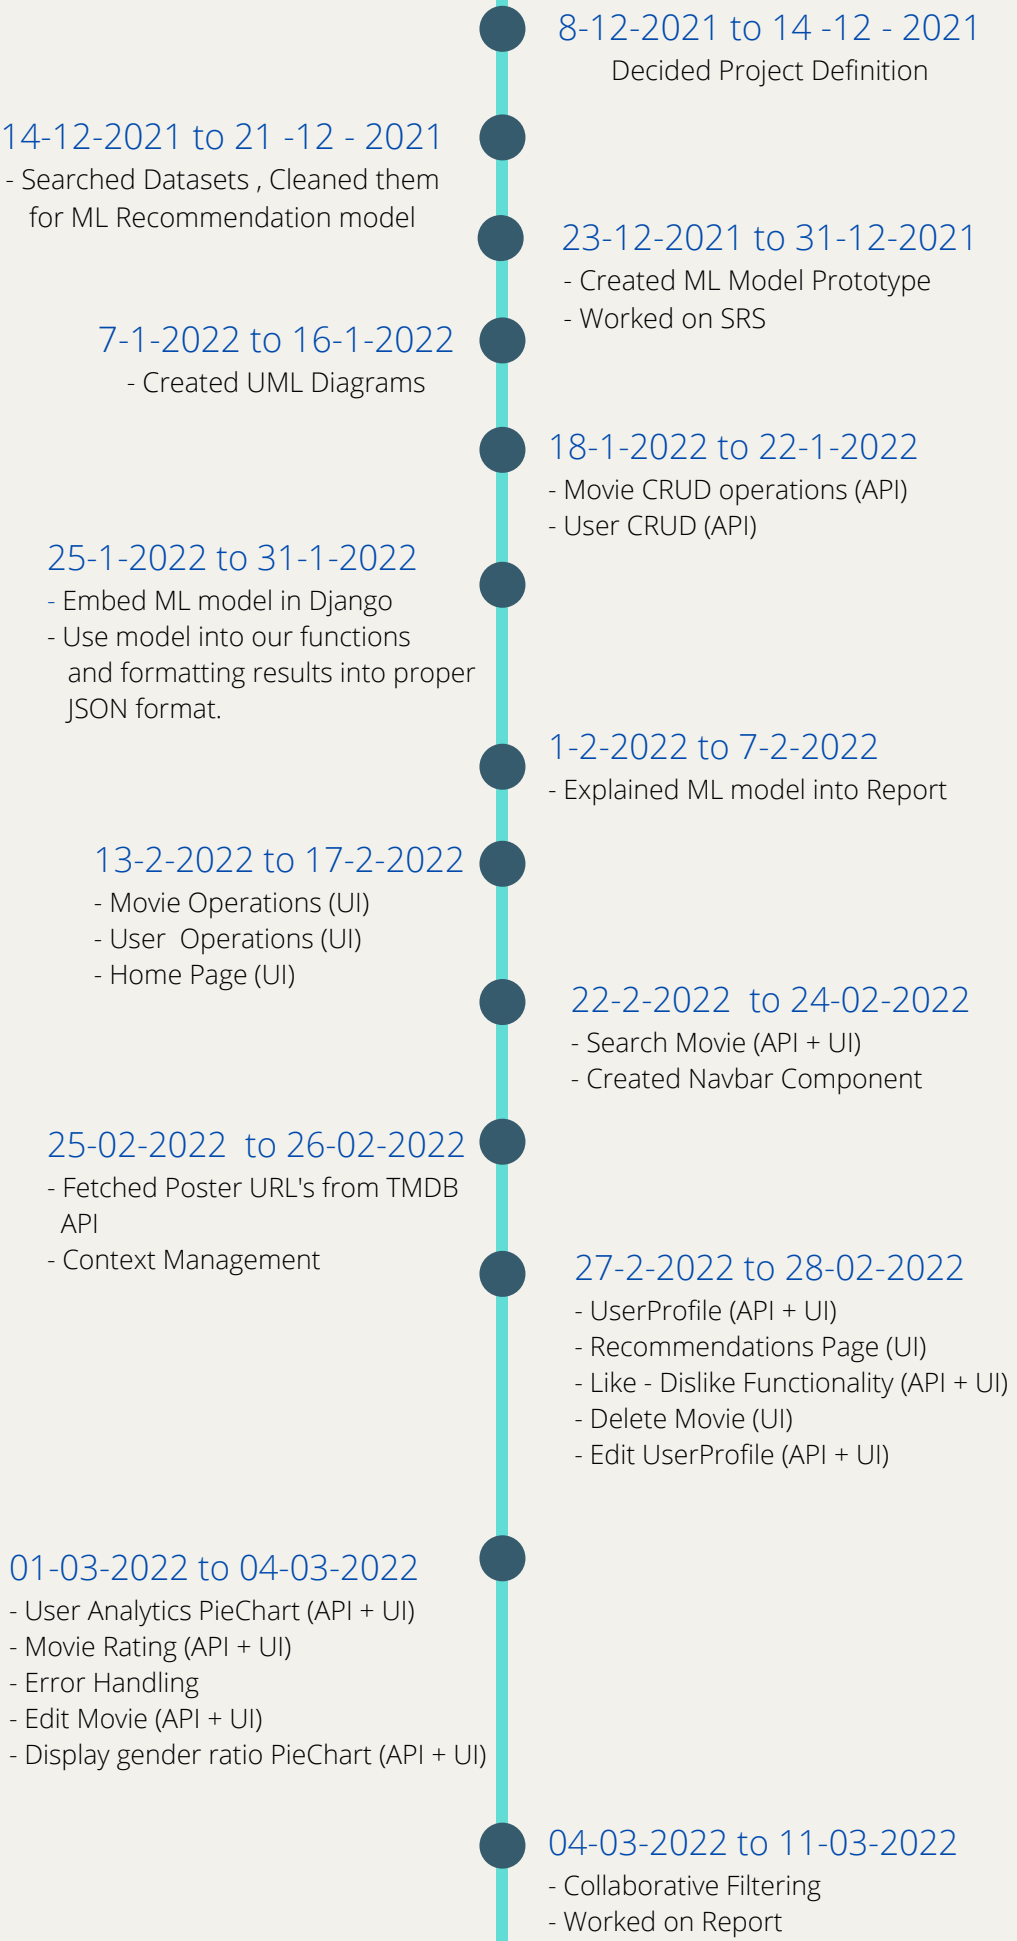 8-12-2021 to 14 -12 - 2021
Decided Project Definition
14-12-2021 to 21 -12 - 2021
- Searched Datasets , Cleaned them
for ML Recommendation model
23-12-2021 to 31-12-2021
- Created ML Model Prototype
- Worked on SRS
7-1-2022 to 16-1-2022
- Created UML Diagrams
18-1-2022 to 22-1-2022
- Movie CRUD operations (API)
- User CRUD (API)
25-1-2022 to 31-1-2022
- Embed ML model in Django
- Use model into our functions
and formatting results into proper
JSON format.
1-2-2022 to 7-2-2022
- Explained ML model into Report
13-2-2022 to 17-2-2022
- Movie Operations (UI)
- User  Operations (UI)
- Home Page (UI)
22-2-2022  to 24-02-2022
- Search Movie (API + UI)
- Created Navbar Component
25-02-2022  to 26-02-2022
- Fetched Poster URL's from TMDB
API
- Context Management
27-2-2022 to 28-02-2022
- UserProfile (API + UI)
- Recommendations Page (UI)
- Like - Dislike Functionality (API + UI)
- Delete Movie (UI)
- Edit UserProfile (API + UI)
01-03-2022 to 04-03-2022
- User Analytics PieChart (API + UI)
- Movie Rating (API + UI)
- Error Handling
- Edit Movie (API + UI)
- Display gender ratio PieChart (API + UI)
04-03-2022 to 11-03-2022
- Collaborative Filtering
- Worked on Report